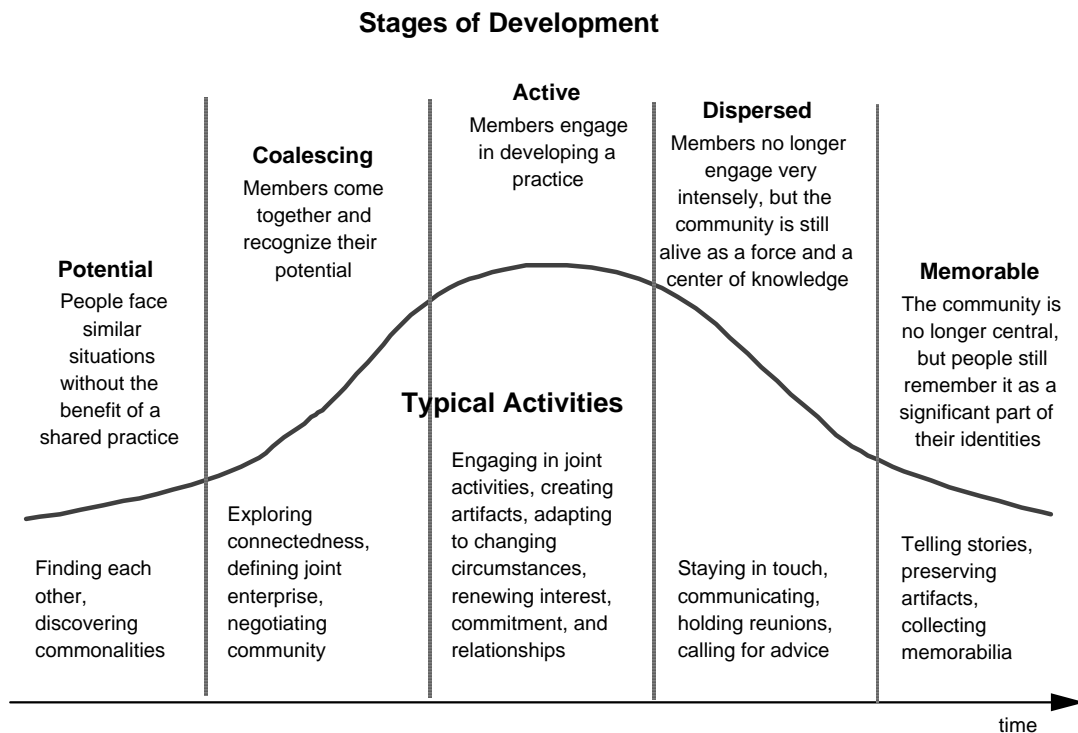 Stages of Development
Potential
People face
similar
situations
without the
benefit of a
shared practice
Coalescing
Members come
together and
recognize their
potential
Active
Members engage
in developing a
practice
Dispersed
Members no longer
engage very
intensely, but the
community is still
alive as a force and a
center of knowledge
Memorable
The community is
no longer central,
but people still
remember it as a
significant part of
their identities
Typical Activities
Finding each
other,
discovering
commonalities
Exploring
connectedness,
defining joint
enterprise,
negotiating
community
Engaging in joint
activities, creating
artifacts, adapting
to changing
circumstances,
renewing interest,
commitment, and
relationships
Staying in touch,
communicating,
holding reunions,
calling for advice
Telling stories,
preserving
artifacts,
collecting
memorabilia
time